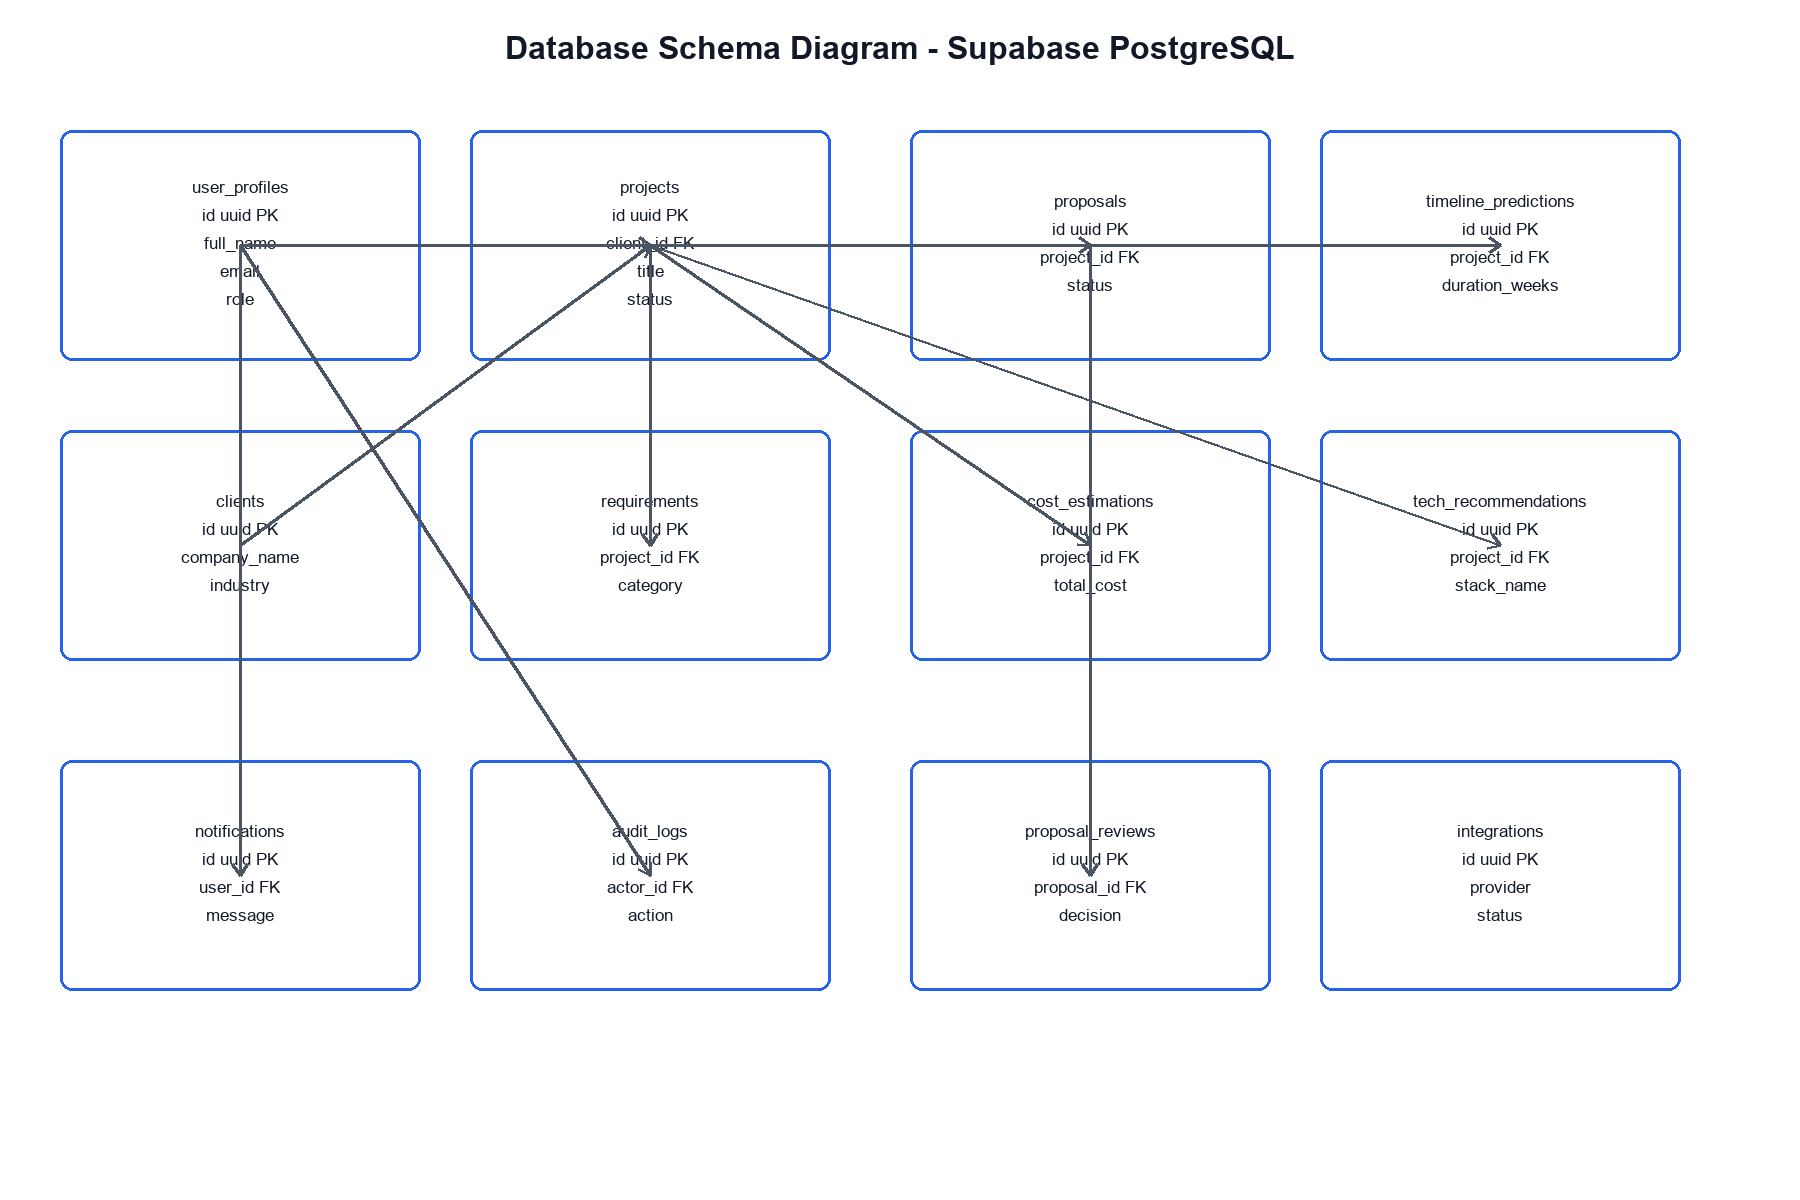 Database Schema Diagram - Supabase PostgreSQL
user_profiles
id uuid PK
full_name
email
role
projects
id uuid PK
client_id FK
title
status
proposals
id uuid PK
project_id FK
status
timeline_predictions
id uuid PK
project_id FK
duration_weeks
clients
id uuid PK
company_name
industry
requirements
id uuid PK
project_id FK
category
cost_estimations
id uuid PK
project_id FK
total_cost
tech_recommendations
id uuid PK
project_id FK
stack_name
notifications
id uuid PK
user_id FK
message
audit_logs
id uuid PK
actor_id FK
action
proposal_reviews
id uuid PK
proposal_id FK
decision
integrations
id uuid PK
provider
status